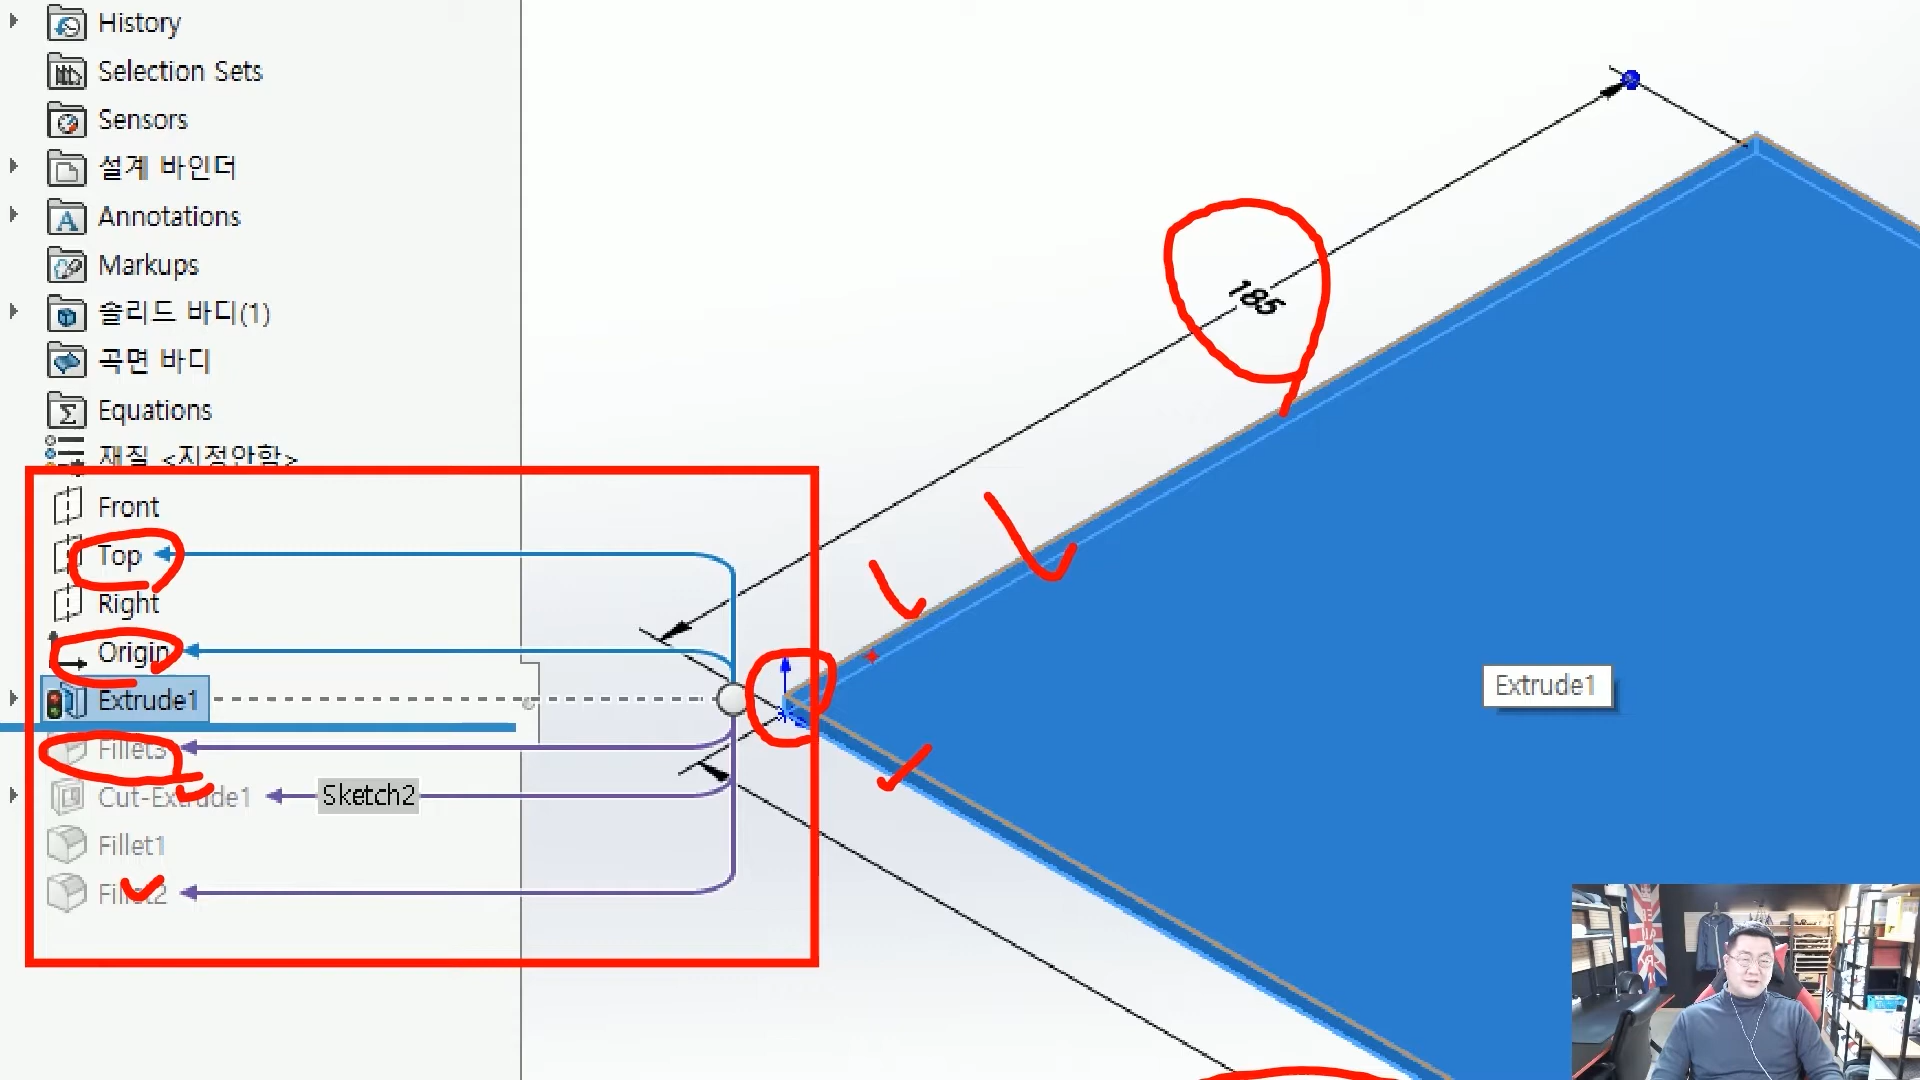 History
Selection Sets
Sensors
설계 바인더
Annotations
Markups
솔리드 바디(1)
곡면 바디
Equations
재질 <지정안함>
Front
Top
Right
Origin
Extrude1
Fillet3
Cut-Extrude1
Sketch2
Fillet1
Fillet2
185
Extrude1